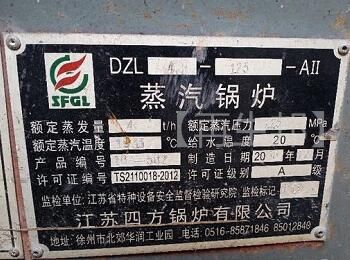 SFGL
DZL 4-1.25-AII
蒸汽锅炉
额定蒸发量 4 t/h 额定蒸汽压力 MPa
额定蒸汽温度 ℃ 给水温度 20 ℃
产品编号 制造日期 20 年 月
许可证编号 TS2110018-2012 许可证级别 A 级
监检单位:江苏省特种设备安全监督检验研究院 监检标记:
江苏四方锅炉有限公司
地址:徐州市北郊华润工业园 电话:0516-85871846 85012849